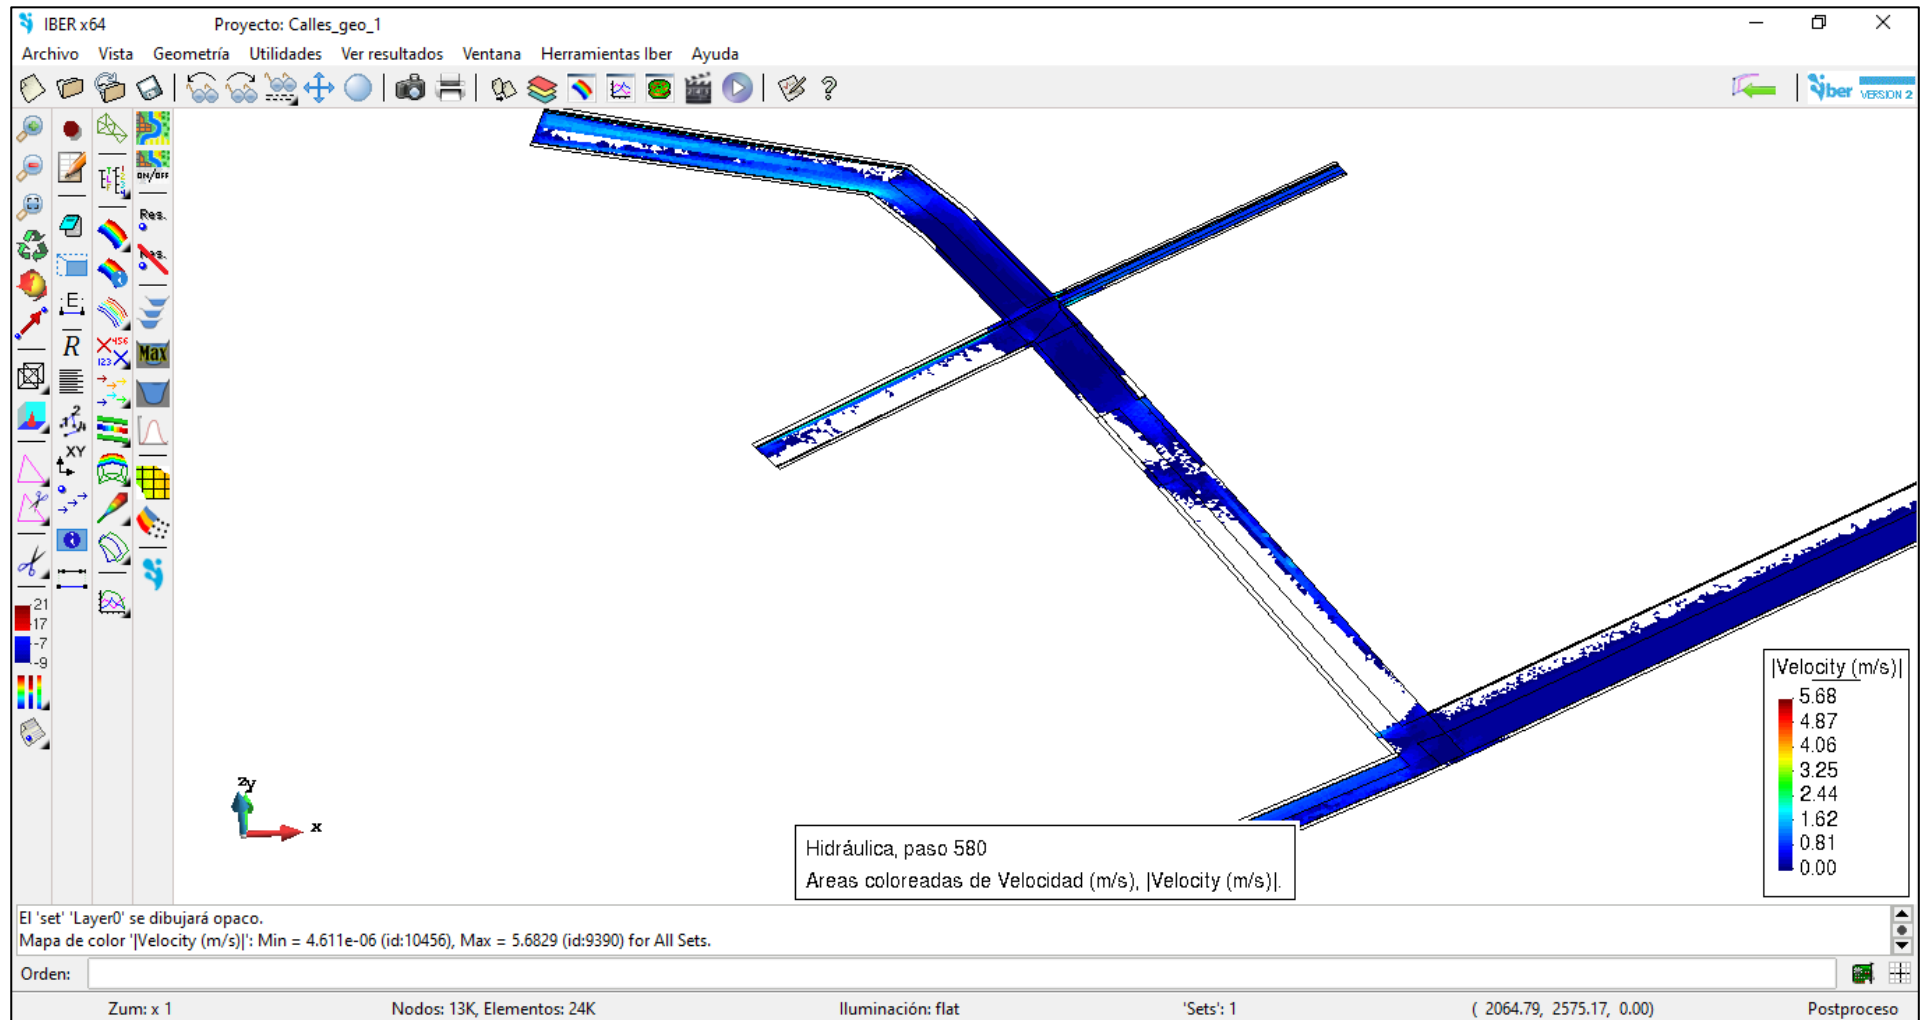 IBER x64 Proyecto: Calles_geo_1
Archivo Vista Geometría Utilidades Ver resultados Ventana Herramientas Iber Ayuda
iber VERSION 2
ON/OFF
Res.
Res.
E
R
Max
XY
21
17
-7
-9
zy
x
|Velocity (m/s)|
5.68
4.87
4.06
3.25
2.44
1.62
0.81
0.00
Hidráulica, paso 580
Areas coloreadas de Velocidad (m/s), |Velocity (m/s)|.
El 'set' 'Layer0' se dibujará opaco.
Mapa de color '|Velocity (m/s)|': Min = 4.611e-06 (id:10456), Max = 5.6829 (id:9390) for All Sets.
Orden:
Zum: x 1 Nodos: 13K, Elementos: 24K Iluminación: flat 'Sets': 1 ( 2064.79, 2575.17, 0.00) Postproceso